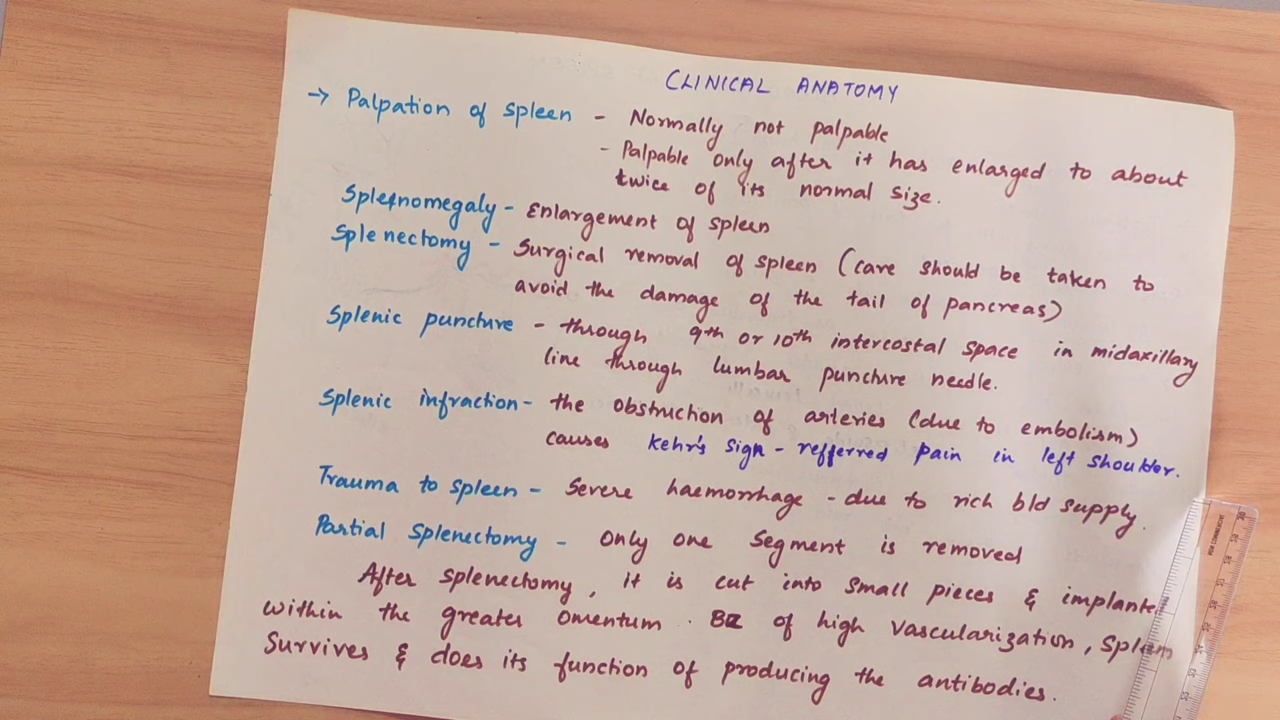 CLINICAL ANATOMY
→ Palpation of spleen - Normally not palpable
- Palpable only after it has enlarged to about
twice of its normal size.
Splegnomegaly - Enlargement of spleen
Splenectomy - Surgical removal of spleen (care should be taken to
avoid the damage of the tail of pancreas)
Splenic puncture - through 9th or 10th intercostal space in midaxillary
line through lumbar puncture needle.
Splenic infraction - the obstruction of arteries (due to embolism)
causes Kehr's sign - refferred pain in left shoulder.
Trauma to spleen - Severe haemorrhage - due to rich bld supply.
Partial Splenectomy - only one segment is removed
After splenectomy, it is cut into small pieces & implante
within the greater omentum. Bz of high vascularization, spleen
Survives & does its function of producing the antibodies.